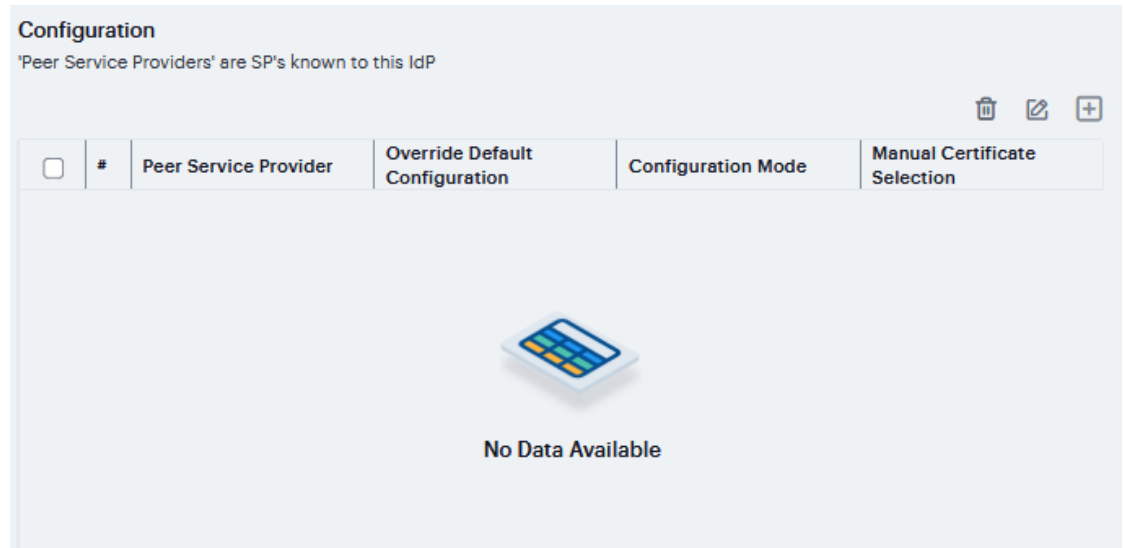 Configuration
'Peer Service Providers' are SP's known to this IdP
# Peer Service Provider Override Default Configuration Configuration Mode Manual Certificate Selection
No Data Available